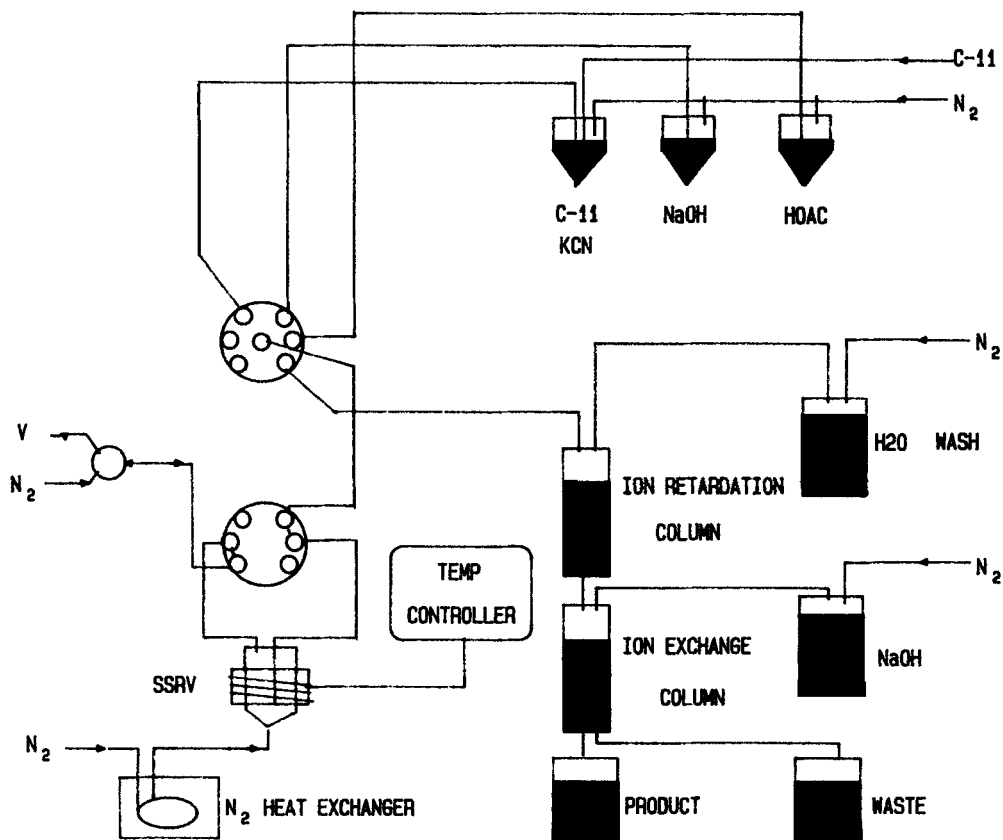 C-11
N2
C-11
KCN
NaOH
HOAC
N2
V
N2
H2O WASH
ION RETARDATION
COLUMN
TEMP
CONTROLLER
N2
ION EXCHANGE
COLUMN
NaOH
SSRV
N2
N2 HEAT EXCHANGER
PRODUCT
WASTE